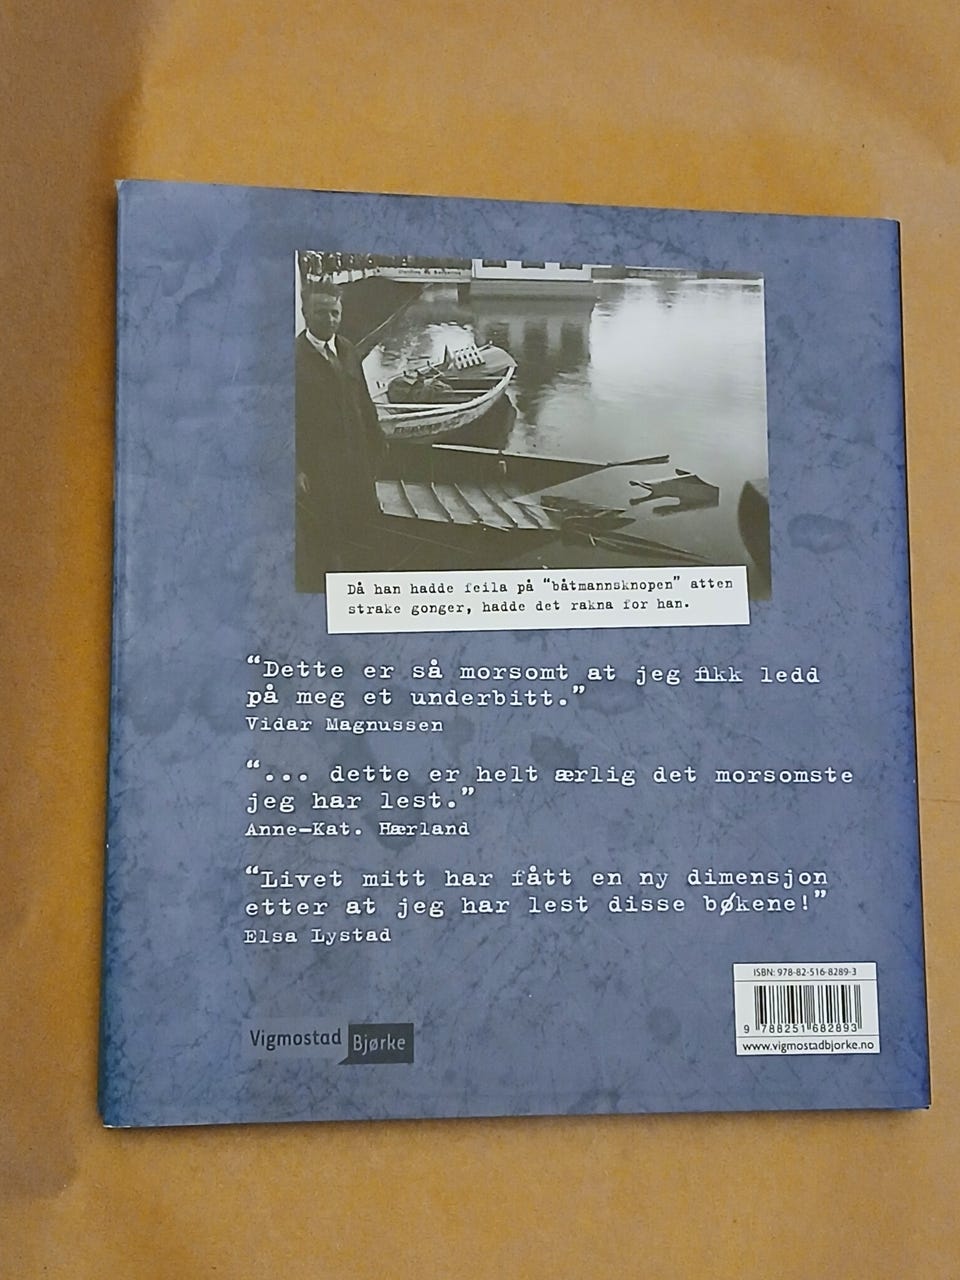 Då han hadde feila på "båtmannsknopen" atten
strake gonger, hadde det rakna for han.
"Dette er så morsomt at jeg fikk ledd
på meg et underbitt."
Vidar Magnussen
"... dette er helt ærlig det morsomste
jeg har lest."
Anne-Kat. Hærland
"Livet mitt har fått en ny dimensjon
etter at jeg har lest disse bøkene!"
Elsa Lystad
ISBN: 978-82-516-8289-3
9 788251 682893
www.vigmostadbjorke.no
Vigmostad Bjørke